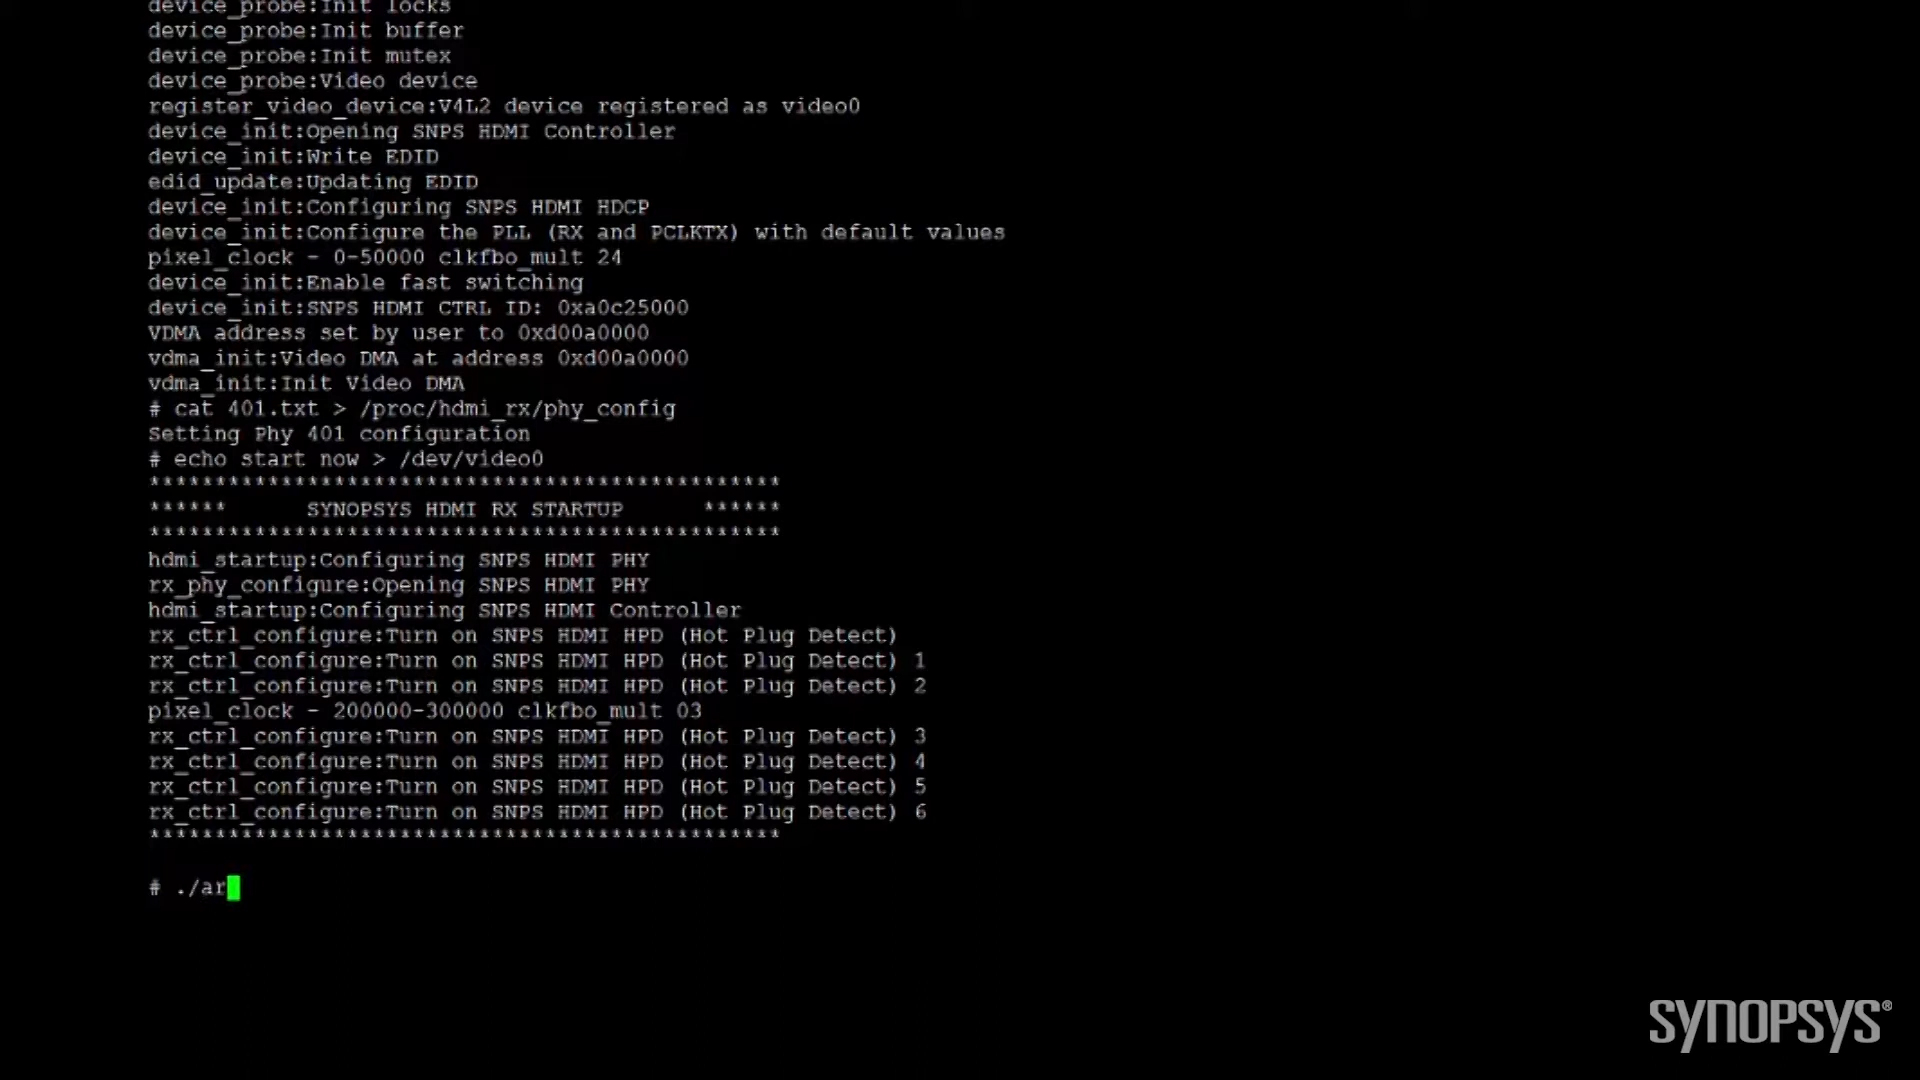 device_probe:Init locks
device_probe:Init buffer
device_probe:Init mutex
device_probe:Video device
register_video_device:V4L2 device registered as video0
device_init:Opening SNPS HDMI Controller
device_init:Write EDID
edid_update:Updating EDID
device_init:Configuring SNPS HDMI HDCP
device_init:Configure the PLL (RX and PCLKTX) with default values
pixel_clock - 0-50000 clkfbo_mult 24
device_init:Enable fast switching
device_init:SNPS HDMI CTRL ID: 0xa0c25000
VDMA address set by user to 0xd00a0000
vdma_init:Video DMA at address 0xd00a0000
vdma_init:Init Video DMA
# cat 401.txt > /proc/hdmi_rx/phy_config
Setting Phy 401 configuration
# echo start now > /dev/video0
************************************************
****** SYNOPSYS HDMI RX STARTUP ******
************************************************
hdmi_startup:Configuring SNPS HDMI PHY
rx_phy_configure:Opening SNPS HDMI PHY
hdmi_startup:Configuring SNPS HDMI Controller
rx_ctrl_configure:Turn on SNPS HDMI HPD (Hot Plug Detect)
rx_ctrl_configure:Turn on SNPS HDMI HPD (Hot Plug Detect) 1
rx_ctrl_configure:Turn on SNPS HDMI HPD (Hot Plug Detect) 2
pixel_clock - 200000-300000 clkfbo_mult 03
rx_ctrl_configure:Turn on SNPS HDMI HPD (Hot Plug Detect) 3
rx_ctrl_configure:Turn on SNPS HDMI HPD (Hot Plug Detect) 4
rx_ctrl_configure:Turn on SNPS HDMI HPD (Hot Plug Detect) 5
rx_ctrl_configure:Turn on SNPS HDMI HPD (Hot Plug Detect) 6
************************************************
# ./ar
SYNOPSYS®